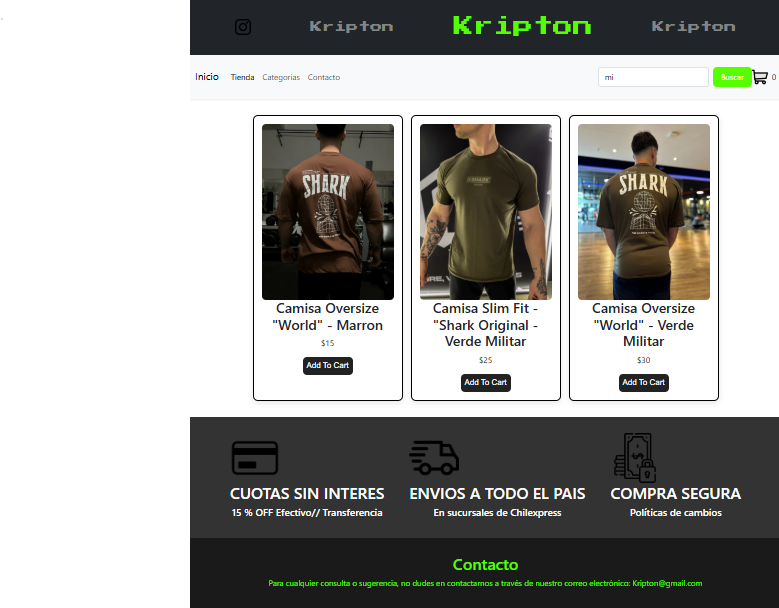 Kripton Kripton Kripton
Inicio Tienda Categorias Contacto mi Buscar 0
SHARK
SHARK
SHARK
Camisa Oversize
"World" - Marron
$15
Add To Cart
Camisa Slim Fit -
"Shark Original -
Verde Militar
$25
Add To Cart
Camisa Oversize
"World" - Verde
Militar
$30
Add To Cart
CUOTAS SIN INTERES
15 % OFF Efectivo// Transferencia
ENVIOS A TODO EL PAIS
En sucursales de Chilexpress
COMPRA SEGURA
Políticas de cambios
Contacto
Para cualquier consulta o sugerencia, no dudes en contactarnos a través de nuestro correo electrónico: Kripton@gmail.com